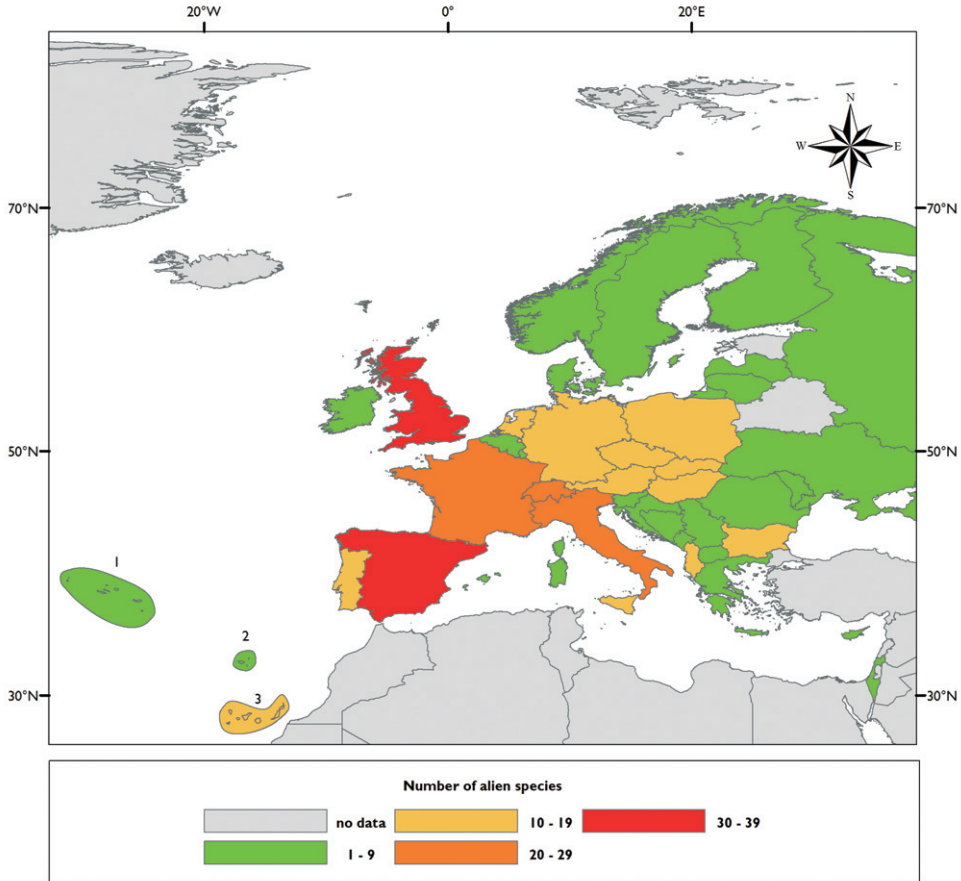 20°W 0° 20°E
N
W E
S
70°N 70°N
50°N 50°N
1
2
3
30°N 30°N
Number of alien species
no data 10 - 19 30 - 39
1 - 9 20 - 29